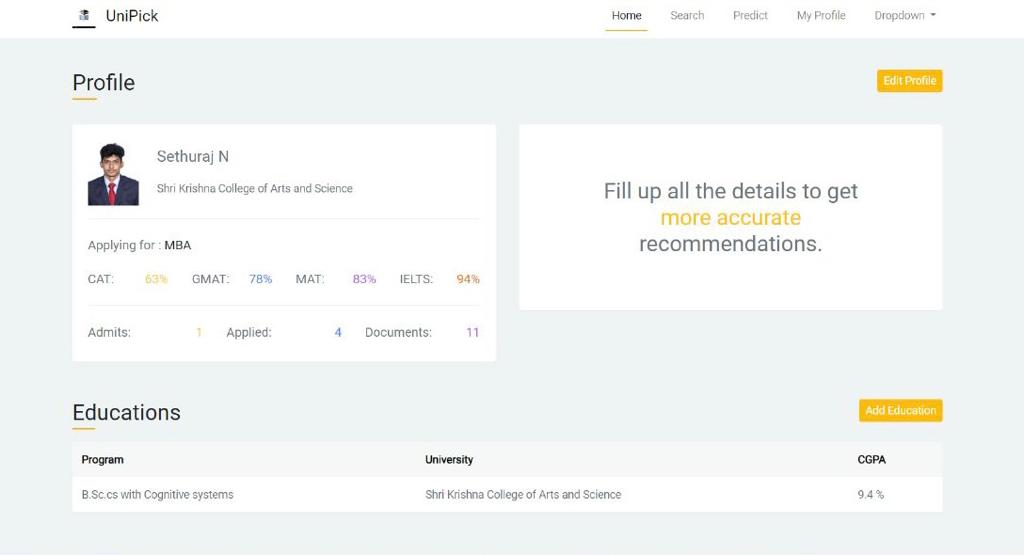 UniPick
Home Search Predict My Profile Dropdown
Profile
Edit Profile
Sethuraj N
Shri Krishna College of Arts and Science
Applying for : MBA
CAT: 63% GMAT: 78% MAT: 83% IELTS: 94%
Admits: 1 Applied: 4 Documents: 11
Fill up all the details to get
more accurate
recommendations.
Educations
Add Education
Program University CGPA
B.Sc.cs with Cognitive systems Shri Krishna College of Arts and Science 9.4 %